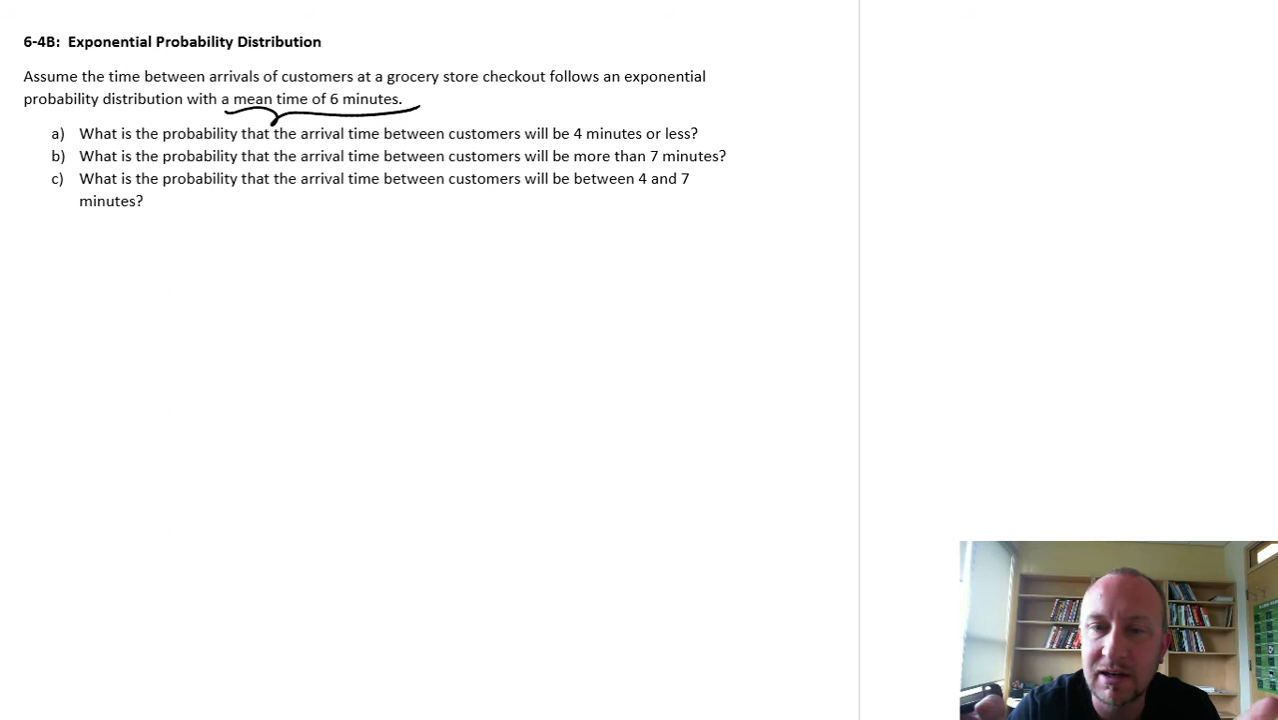 6-4B: Exponential Probability Distribution
Assume the time between arrivals of customers at a grocery store checkout follows an exponential
probability distribution with a mean time of 6 minutes.
a) What is the probability that the arrival time between customers will be 4 minutes or less?
b) What is the probability that the arrival time between customers will be more than 7 minutes?
c) What is the probability that the arrival time between customers will be between 4 and 7
minutes?